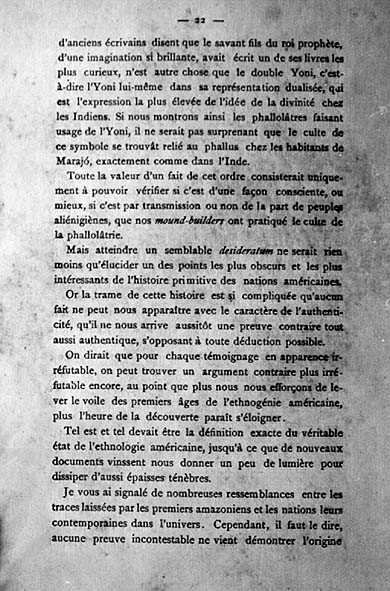 — 22 —
d'anciens écrivains disent que le savant fils du roi prophète,
d'une imagination si brillante, avait écrit un de ses livres les
plus curieux, n'est autre chose que le double Yoni, c'est-
à-dire l'Yoni lui-même dans sa représentation dualisée, qui
est l'expression la plus élevée de l'idée de la divinité chez
les Indiens. Si nous montrons ainsi les phallolâtres faisant
usage de l'Yoni, il ne serait pas surprenant que le culte de
ce symbole se trouvât relié au phallus chez les habitants de
Marajó, exactement comme dans l'Inde.
Toute la valeur d'un fait de cet ordre consisterait unique-
ment à pouvoir vérifier si c'est d'une façon consciente, ou
mieux, si c'est par transmission ou non de la part de peuples
aliénigiènes, que nos mound-builders ont pratiqué le culte de
la phallolâtrie.
Mais atteindre un semblable desideratum ne serait rien
moins qu'élucider un des points les plus obscurs et les plus
intéressants de l'histoire primitive des nations américaines.
Or la trame de cette histoire est si compliquée qu'aucun
fait ne peut nous apparaître avec le caractère de l'authenti-
cité, qu'il ne nous arrive aussitôt une preuve contraire tout
aussi authentique, s'opposant à toute déduction possible.
On dirait que pour chaque témoignage en apparence ir-
réfutable, on peut trouver un argument contraire plus irré-
futable encore, au point que plus nous nous efforçons de le-
ver le voile des premiers âges de l'ethnogénie américaine,
plus l'heure de la découverte paraît s'éloigner.
Tel est et tel devait être la définition exacte du véritable
état de l'ethnologie américaine, jusqu'à ce que de nouveaux
documents vinssent nous donner un peu de lumière pour
dissiper d'aussi épaisses ténèbres.
Je vous ai signalé de nombreuses ressemblances entre les
traces laissées par les premiers amazoniens et les nations leurs
contemporaines dans l'univers. Cependant, il faut le dire,
aucune preuve incontestable ne vient démontrer l'origine